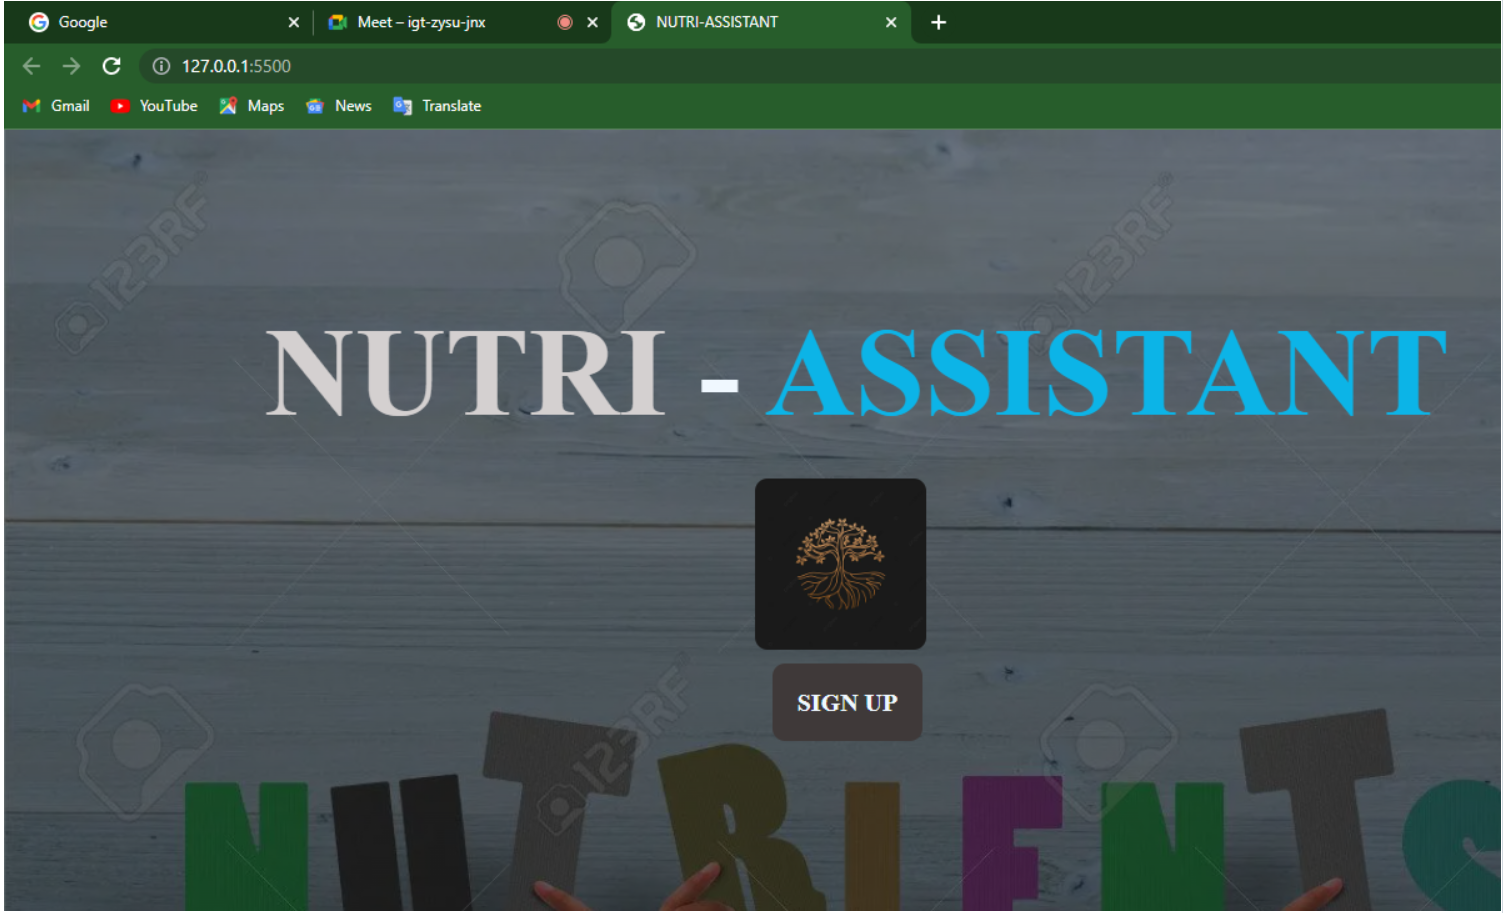 Google
Meet – igt-zysu-jnx
NUTRI-ASSISTANT
127.0.0.1:5500
Gmail
YouTube
Maps
News
Translate
123RF
123RF
NUTRI - ASSISTANT
SIGN UP
123RF
NUTRIENTS